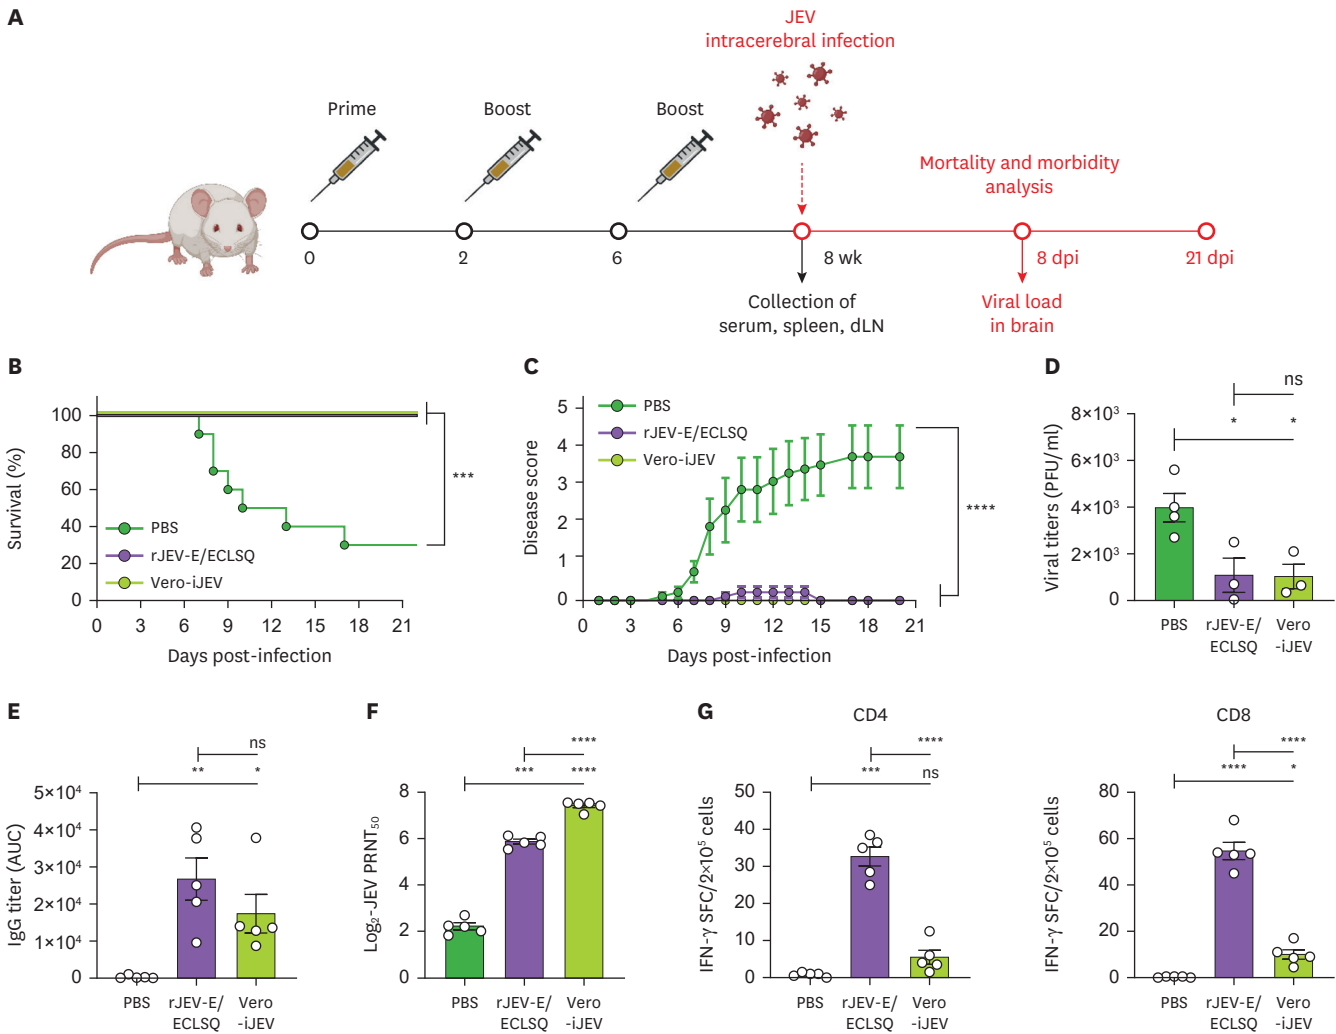 A
JEV
intracerebral infection
Prime
Boost
Boost
Mortality and morbidity
analysis
0
2
6
8 wk
8 dpi
21 dpi
Collection of
serum, spleen, dLN
Viral load
in brain
B
Survival (%)
100
80
60
40
20
0
PBS
rJEV-E/ECLSQ
Vero-iJEV
***
0 3 6 9 12 15 18 21
Days post-infection
C
Disease score
5
4
3
2
1
0
PBS
rJEV-E/ECLSQ
Vero-iJEV
****
0 3 6 9 12 15 18 21
Days post-infection
D
ns
* *
Viral titers (PFU/ml)
8×10³
6×10³
4×10³
2×10³
0
PBS rJEV-E/ Vero
ECLSQ -iJEV
E
ns
** *
IgG titer (AUC)
5×10⁴
4×10⁴
3×10⁴
2×10⁴
1×10⁴
0
PBS rJEV-E/ Vero
ECLSQ -iJEV
F
****
*** ****
Log₂-JEV PRNT₅₀
8
6
4
2
0
PBS rJEV-E/ Vero
ECLSQ -iJEV
G
CD4
****
*** ns
IFN-γ SFC/2×10⁵ cells
50
40
30
20
10
0
PBS rJEV-E/ Vero
ECLSQ -iJEV
CD8
****
**** *
IFN-γ SFC/2×10⁵ cells
80
60
40
20
0
PBS rJEV-E/ Vero
ECLSQ -iJEV